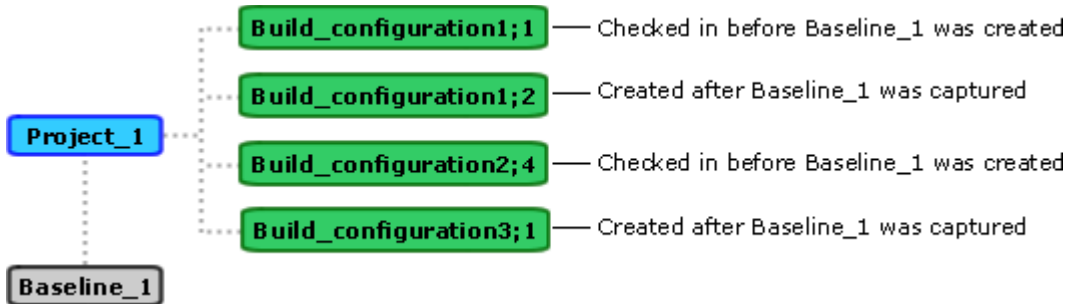 Build_configuration1;1 Checked in before Baseline_1 was created
Build_configuration1;2 Created after Baseline_1 was captured
Project_1
Build_configuration2;4 Checked in before Baseline_1 was created
Build_configuration3;1 Created after Baseline_1 was captured
Baseline_1